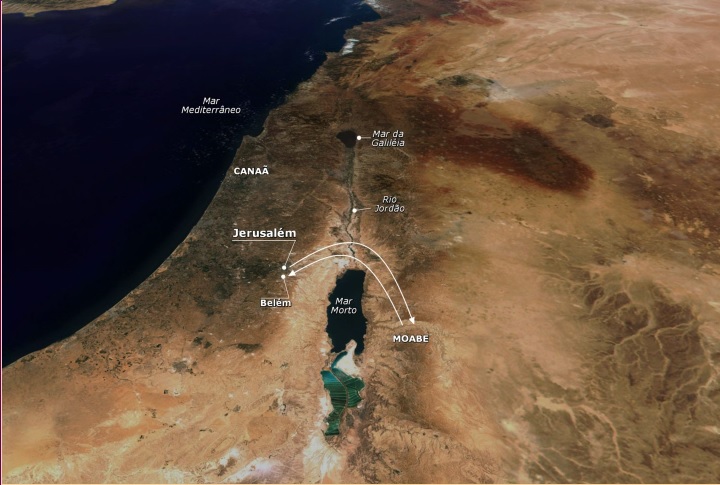 Mar
Mediterrâneo
Mar da
Galiléia
CANAÃ
Rio
Jordão
Jerusalém
Belém
Mar
Morto
MOABE